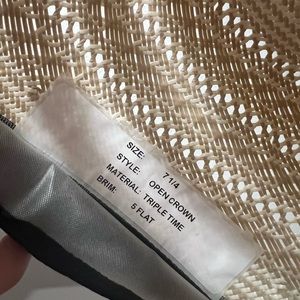 SIZE: 7 1/4
STYLE: OPEN CROWN
MATERIAL: TRIPLE TIME
BRIM: 5 FLAT